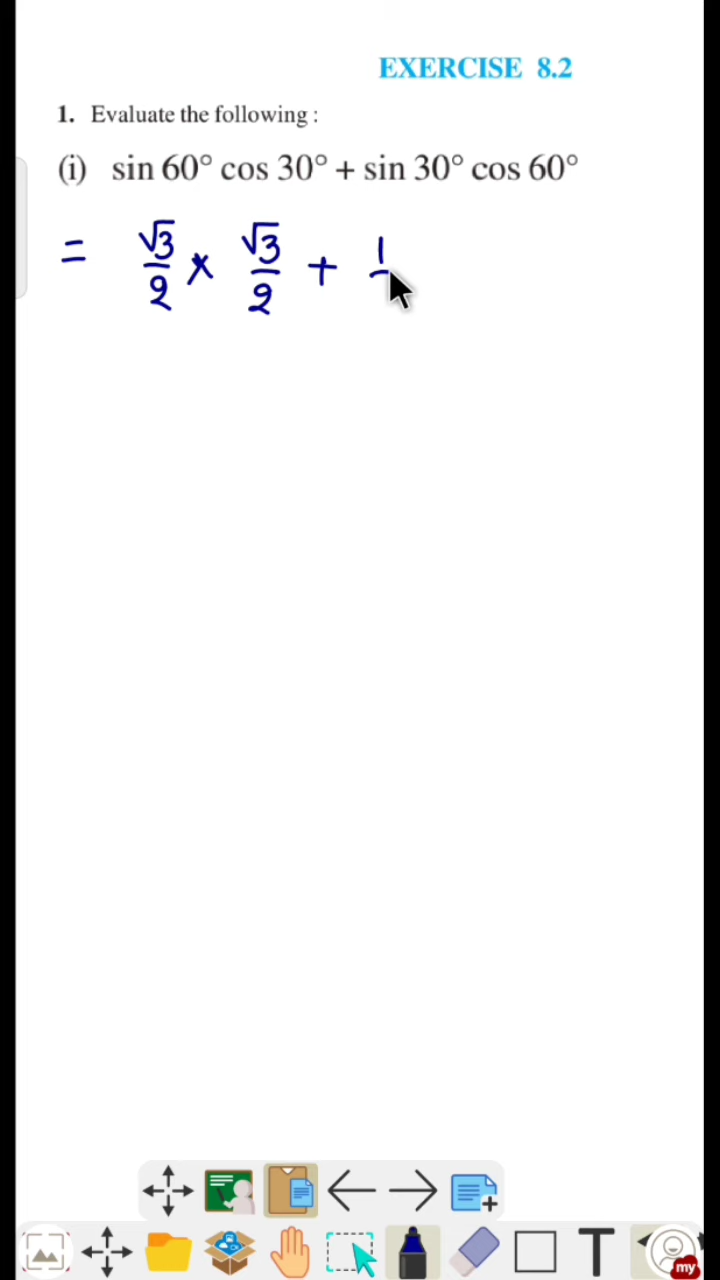 EXERCISE 8.2
1. Evaluate the following :
(i) sin 60° cos 30° + sin 30° cos 60°
= √3/2 × √3/2 + 1/
T
my